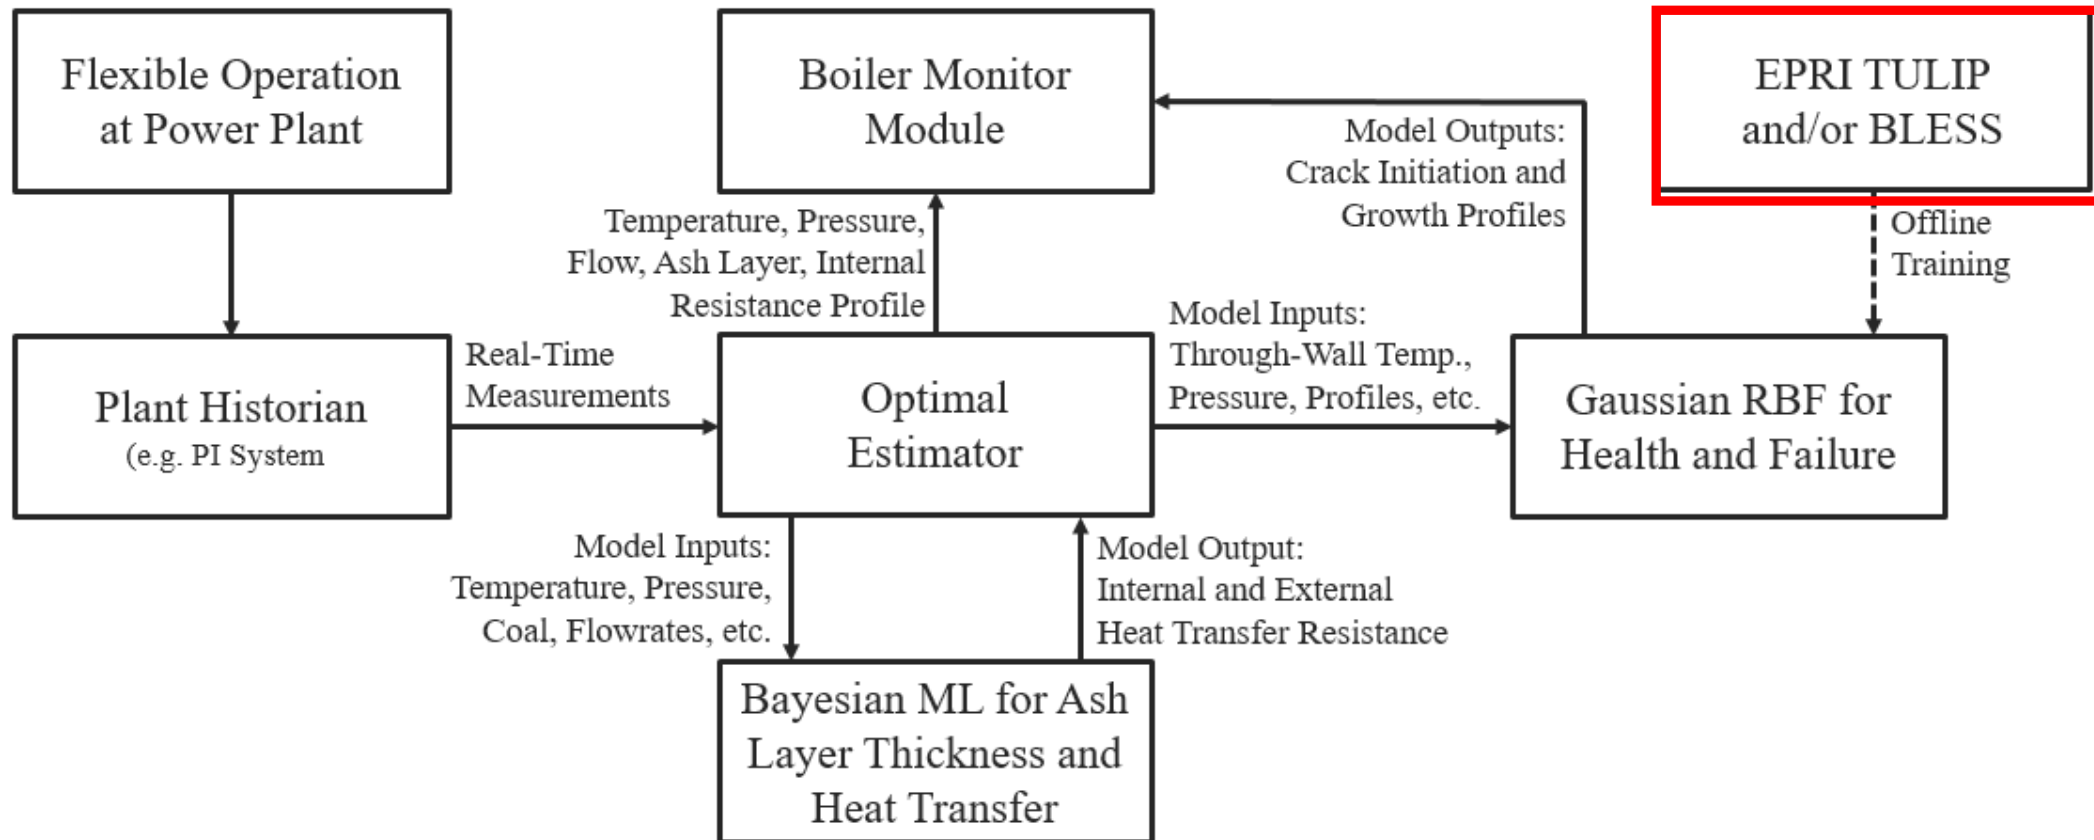 Flexible Operation
at Power Plant
Boiler Monitor
Module
EPRI TULIP
and/or BLESS
Model Outputs:
Crack Initiation and
Growth Profiles
Temperature, Pressure,
Flow, Ash Layer, Internal
Resistance Profile
Offline
Training
Plant Historian
(e.g. PI System
Real-Time
Measurements
Optimal
Estimator
Model Inputs:
Through-Wall Temp.,
Pressure, Profiles, etc.
Gaussian RBF for
Health and Failure
Model Inputs:
Temperature, Pressure,
Coal, Flowrates, etc.
Model Output:
Internal and External
Heat Transfer Resistance
Bayesian ML for Ash
Layer Thickness and
Heat Transfer